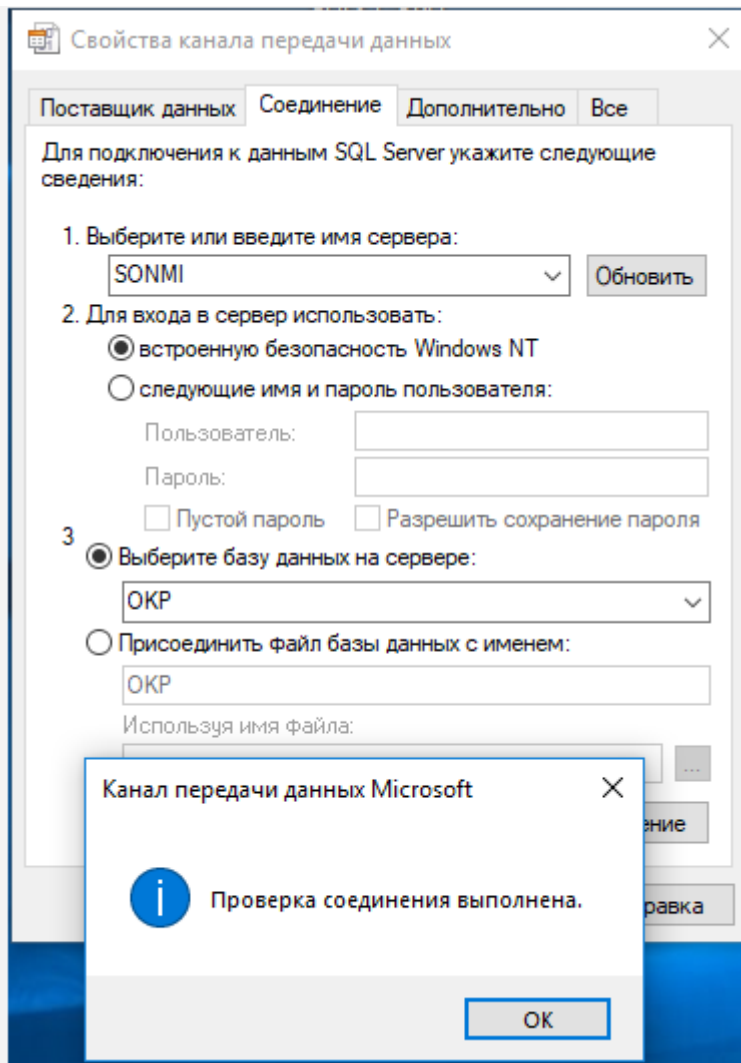 Свойства канала передачи данных
Поставщик данных
Соединение
Дополнительно
Все
Для подключения к данным SQL Server укажите следующие
сведения:
1. Выберите или введите имя сервера:
SONMI
Обновить
2. Для входа в сервер использовать:
встроенную безопасность Windows NT
следующие имя и пароль пользователя:
Пользователь:
Пароль:
Пустой пароль
Разрешить сохранение пароля
3
Выберите базу данных на сервере:
OKP
Присоединить файл базы данных с именем:
OKP
Используя имя файла:
...
Канал передачи данных Microsoft
Проверка соединения выполнена.
OK